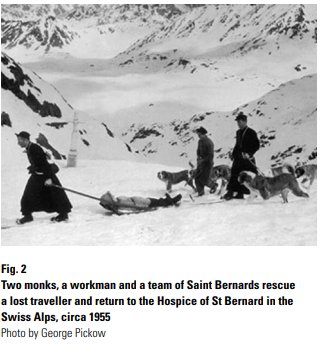 Fig. 2
Two monks, a workman and a team of Saint Bernards rescue
a lost traveller and return to the Hospice of St Bernard in the
Swiss Alps, circa 1955
Photo by George Pickow